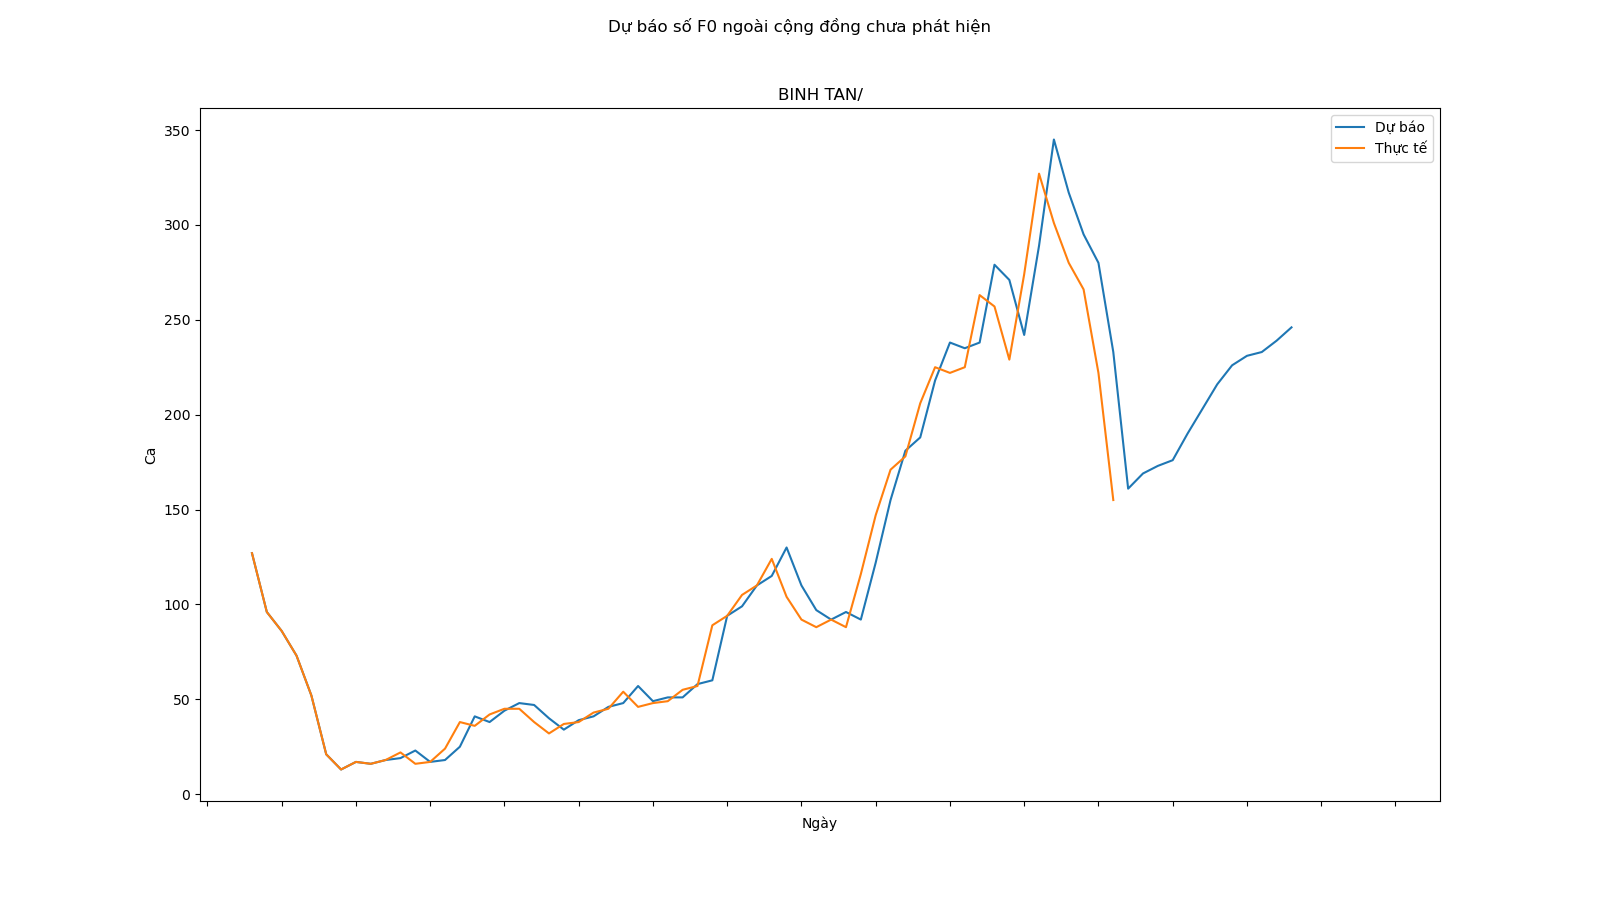 Dự báo số F0 ngoài cộng đồng chưa phát hiện
BINH TAN/
Dự báo
Thực tế
350
300
250
200
150
100
50
0
Ca
Ngày